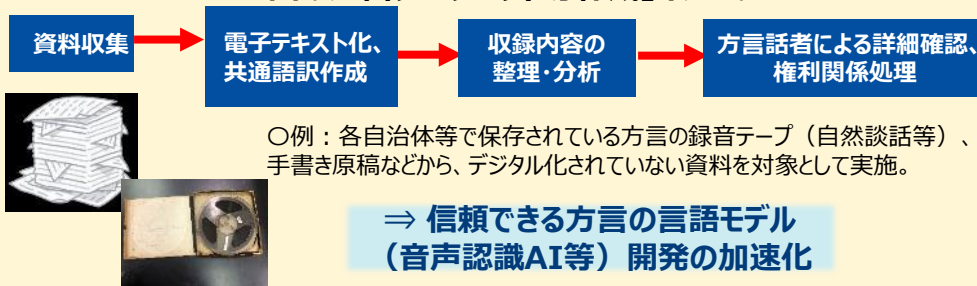 資料収集
電子テキスト化、
共通語訳作成
収録内容の
整理・分析
方言話者による詳細確認、
権利関係処理
〇例：各自治体等で保存されている方言の録音テープ（自然談話等）、
手書き原稿などから、デジタル化されていない資料を対象として実施。
⇒ 信頼できる方言の言語モデル
（音声認識AI等）開発の加速化